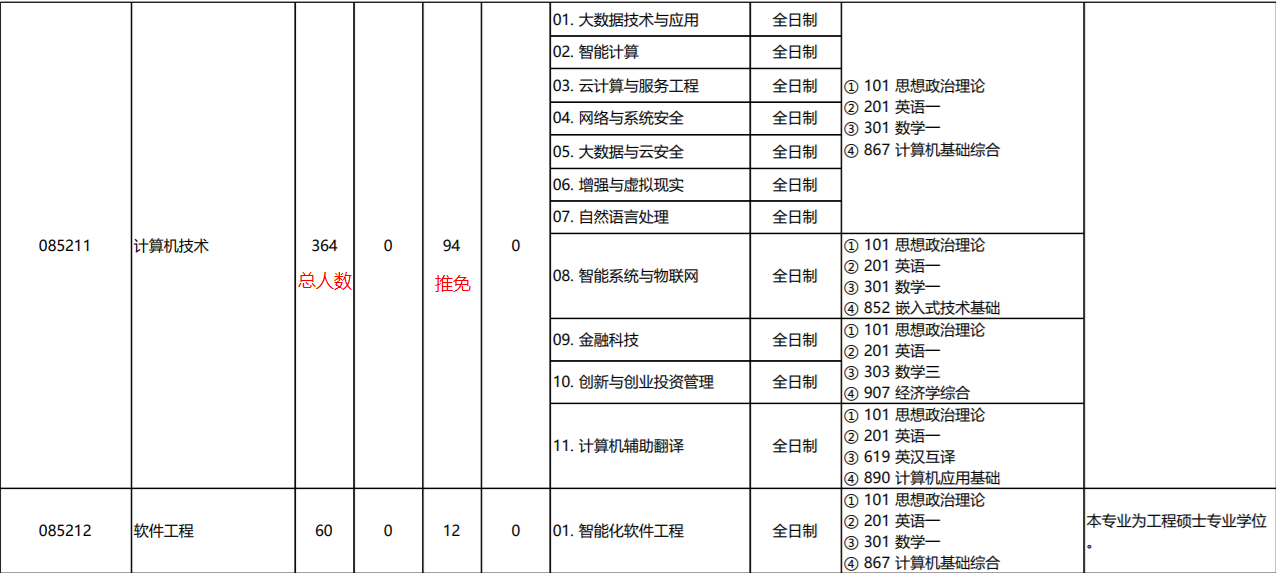 01. 大数据技术与应用 全日制
02. 智能计算 全日制
03. 云计算与服务工程 全日制
04. 网络与系统安全 全日制
05. 大数据与云安全 全日制
06. 增强与虚拟现实 全日制
07. 自然语言处理 全日制
① 101 思想政治理论
② 201 英语一
③ 301 数学一
④ 867 计算机基础综合
085211 计算机技术 364 0 94 0
总人数 推免
08. 智能系统与物联网 全日制
① 101 思想政治理论
② 201 英语一
③ 301 数学一
④ 852 嵌入式技术基础
09. 金融科技 全日制
10. 创新与创业投资管理 全日制
① 101 思想政治理论
② 201 英语一
③ 303 数学三
④ 907 经济学综合
11. 计算机辅助翻译 全日制
① 101 思想政治理论
② 201 英语一
③ 619 英汉互译
④ 890 计算机应用基础
085212 软件工程 60 0 12 0 01. 智能化软件工程 全日制
① 101 思想政治理论
② 201 英语一
③ 301 数学一
④ 867 计算机基础综合
本专业为工程硕士专业学位
。